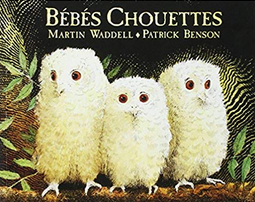 BÉBÉS CHOUETTES
MARTIN WADDELL ♦ PATRICK BENSON